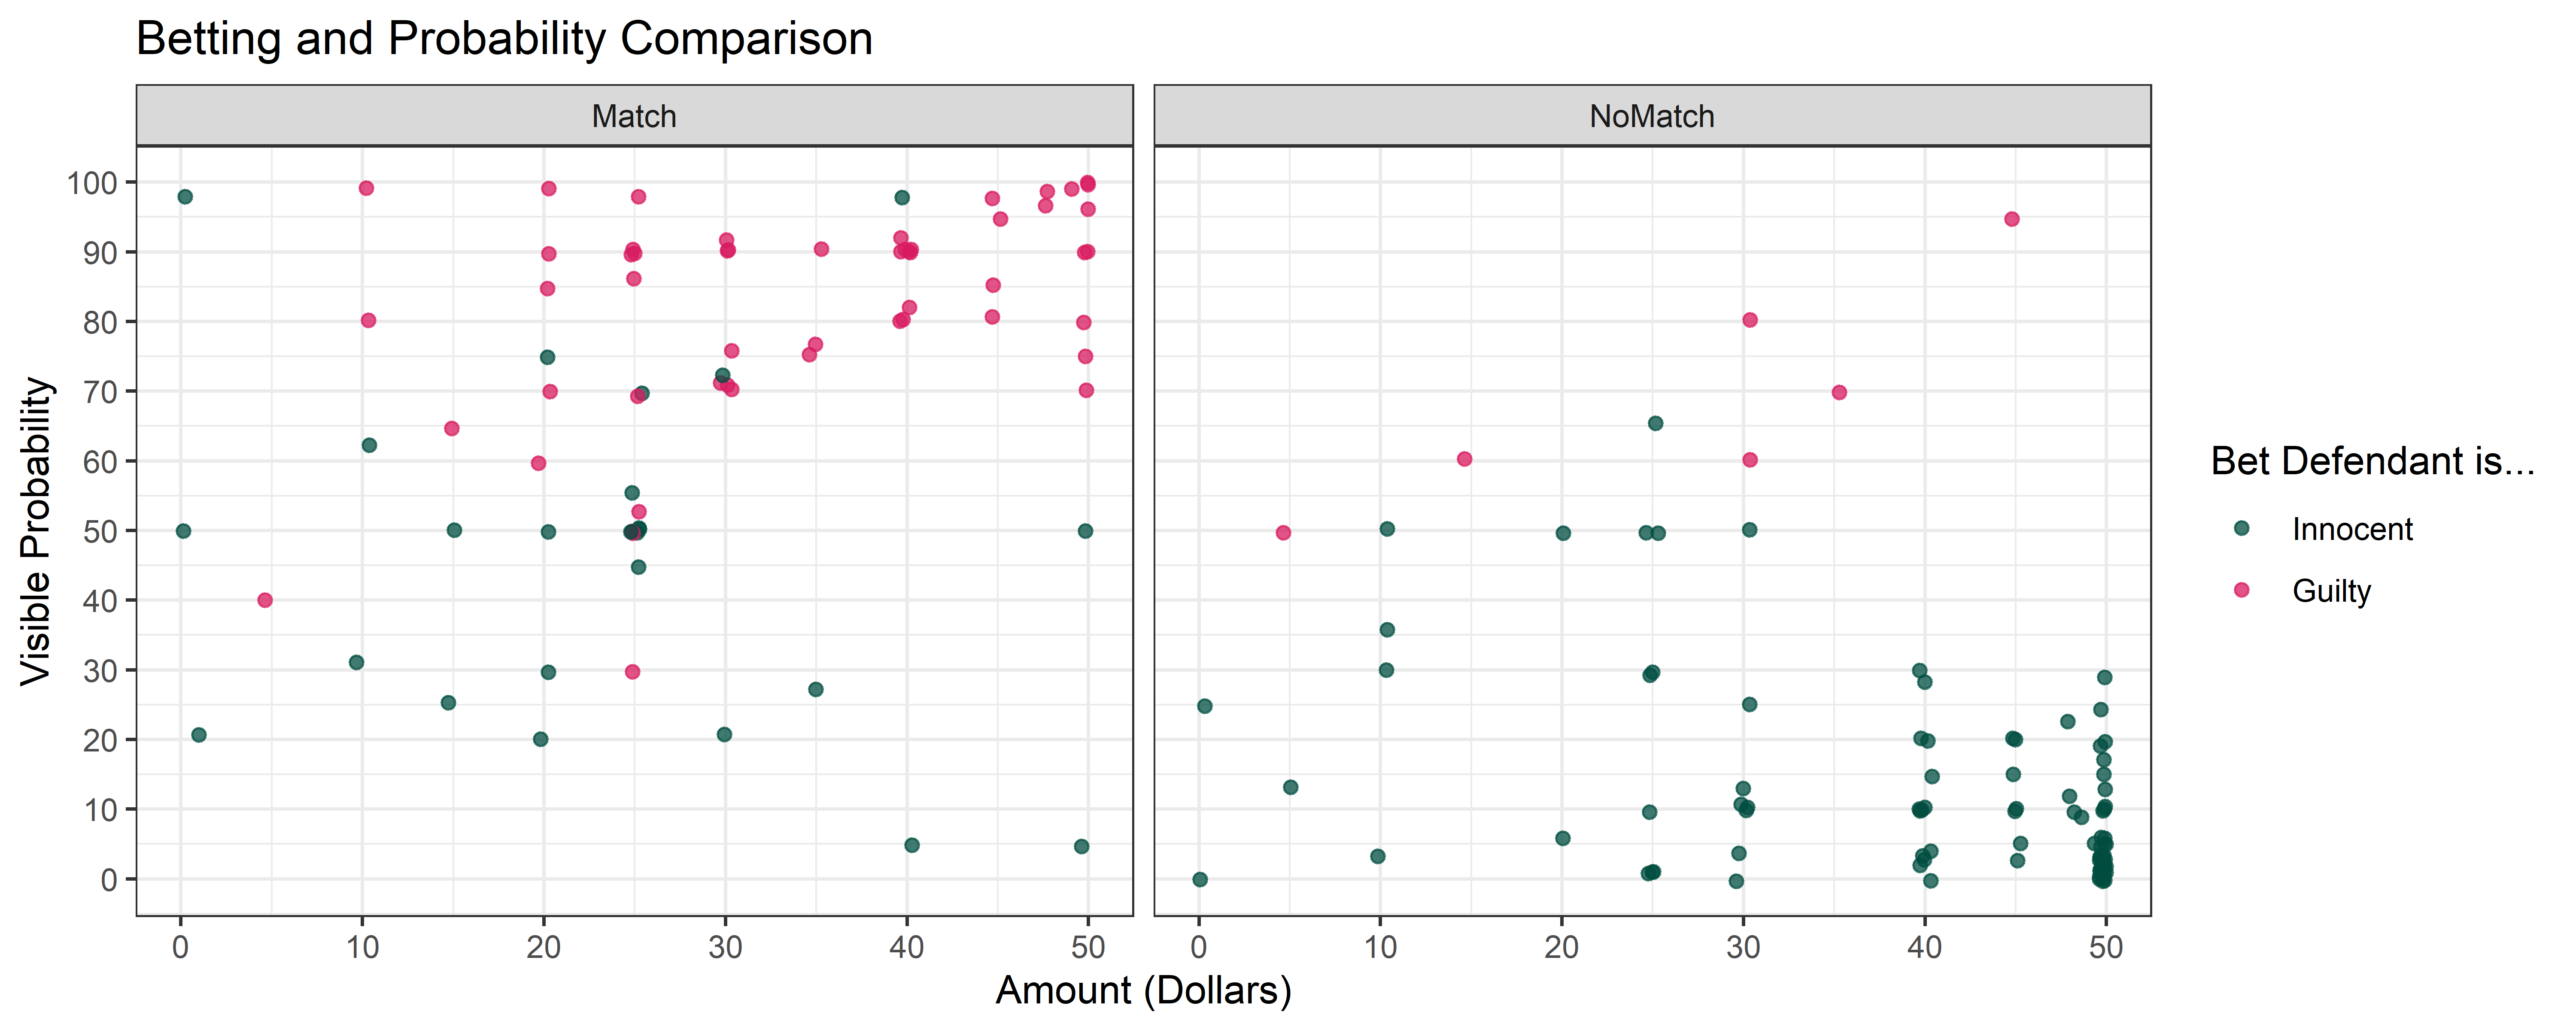 Betting and Probability Comparison
Match
NoMatch
100
90
80
70
60
50
40
30
20
10
0
Visible Probability
0 10 20 30 40 50
0 10 20 30 40 50
Amount (Dollars)
Bet Defendant is...
Innocent
Guilty